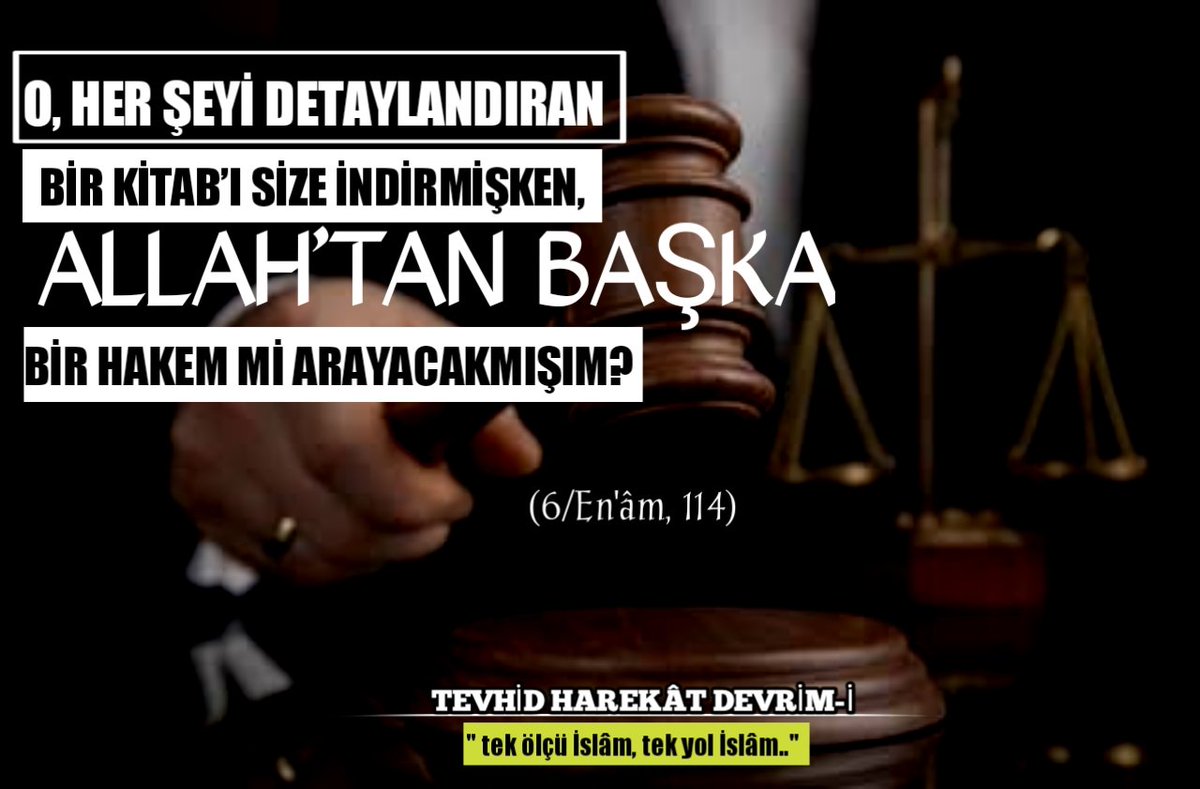 O, HER ŞEYİ DETAYLANDIRAN
BİR KİTAB'I SİZE İNDİRMİŞKEN,
ALLAH'TAN BAŞKA
BİR HAKEM Mİ ARAYACAKMIŞIM?
(6/En'âm, 114)
TEVHİD HAREKÂT DEVRİM-İ
" tek ölçü İslâm, tek yol İslâm.."